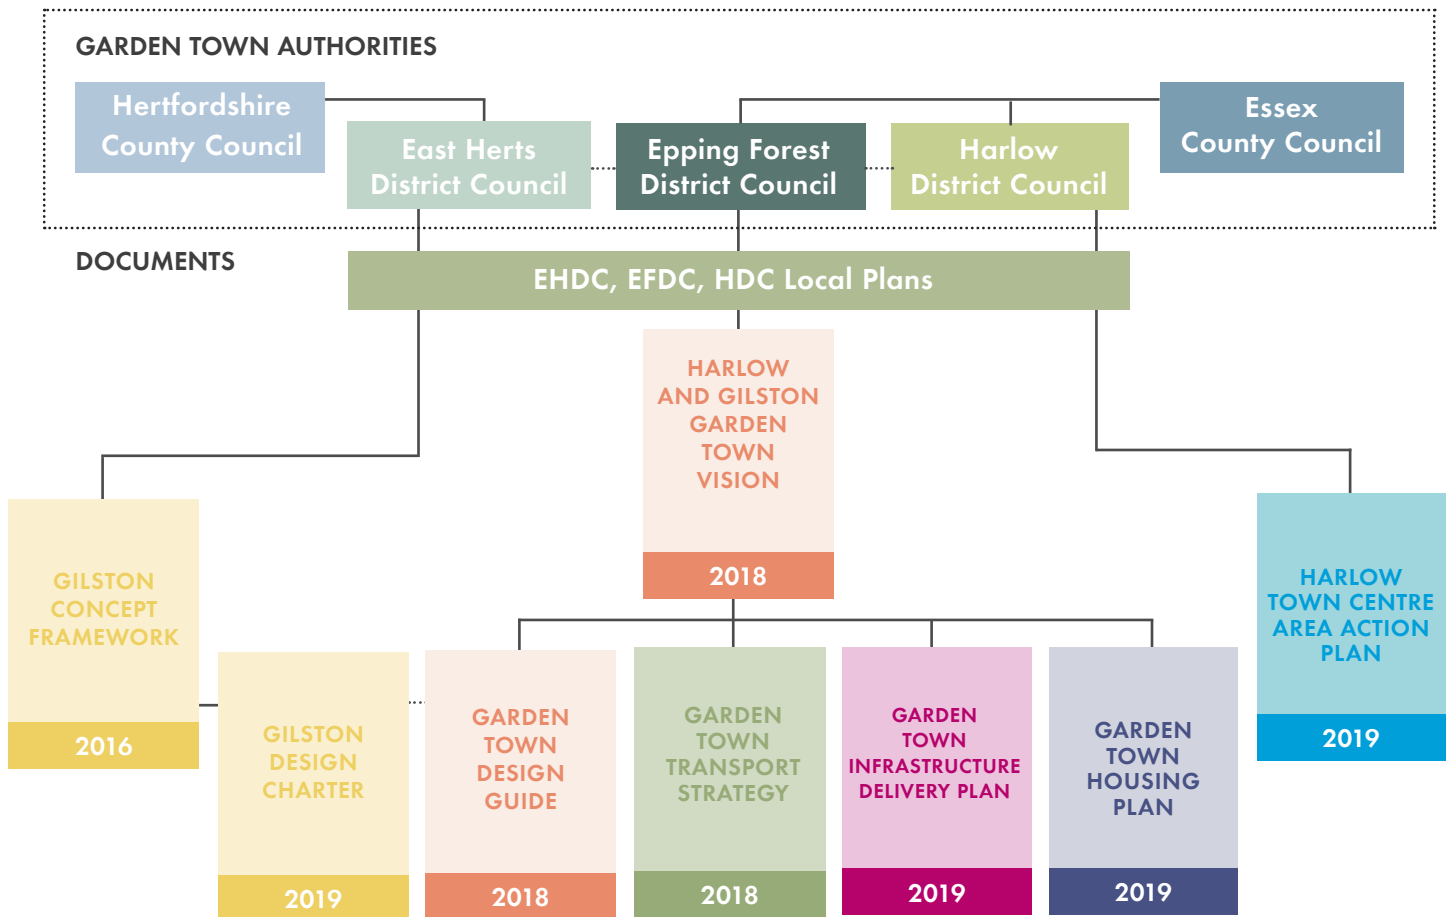 GARDEN TOWN AUTHORITIES
Hertfordshire
County Council
East Herts
District Council
Epping Forest
District Council
Harlow
District Council
Essex
County Council
DOCUMENTS
EHDC, EFDC, HDC Local Plans
HARLOW
AND GILSTON
GARDEN
TOWN
VISION
2018
GILSTON
CONCEPT
FRAMEWORK
2016
GILSTON
DESIGN
CHARTER
2019
GARDEN
TOWN
DESIGN
GUIDE
2018
GARDEN
TOWN
TRANSPORT
STRATEGY
2018
GARDEN
TOWN
INFRASTRUCTURE
DELIVERY PLAN
2019
GARDEN
TOWN
HOUSING
PLAN
2019
HARLOW
TOWN CENTRE
AREA ACTION
PLAN
2019